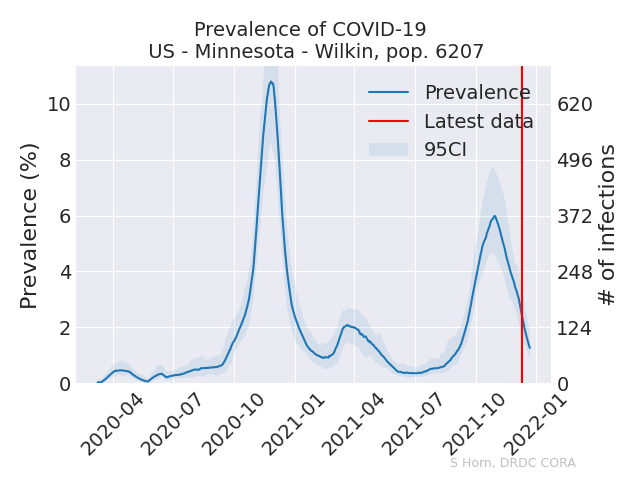 Prevalence of COVID-19
US - Minnesota - Wilkin, pop. 6207
Prevalence
Latest data
95CI
Prevalence (%)
10
8
6
4
2
0
# of infections
620
496
372
248
124
0
2020-04
2020-07
2020-10
2021-01
2021-04
2021-07
2021-10
2022-01
S Horn, DRDC CORA